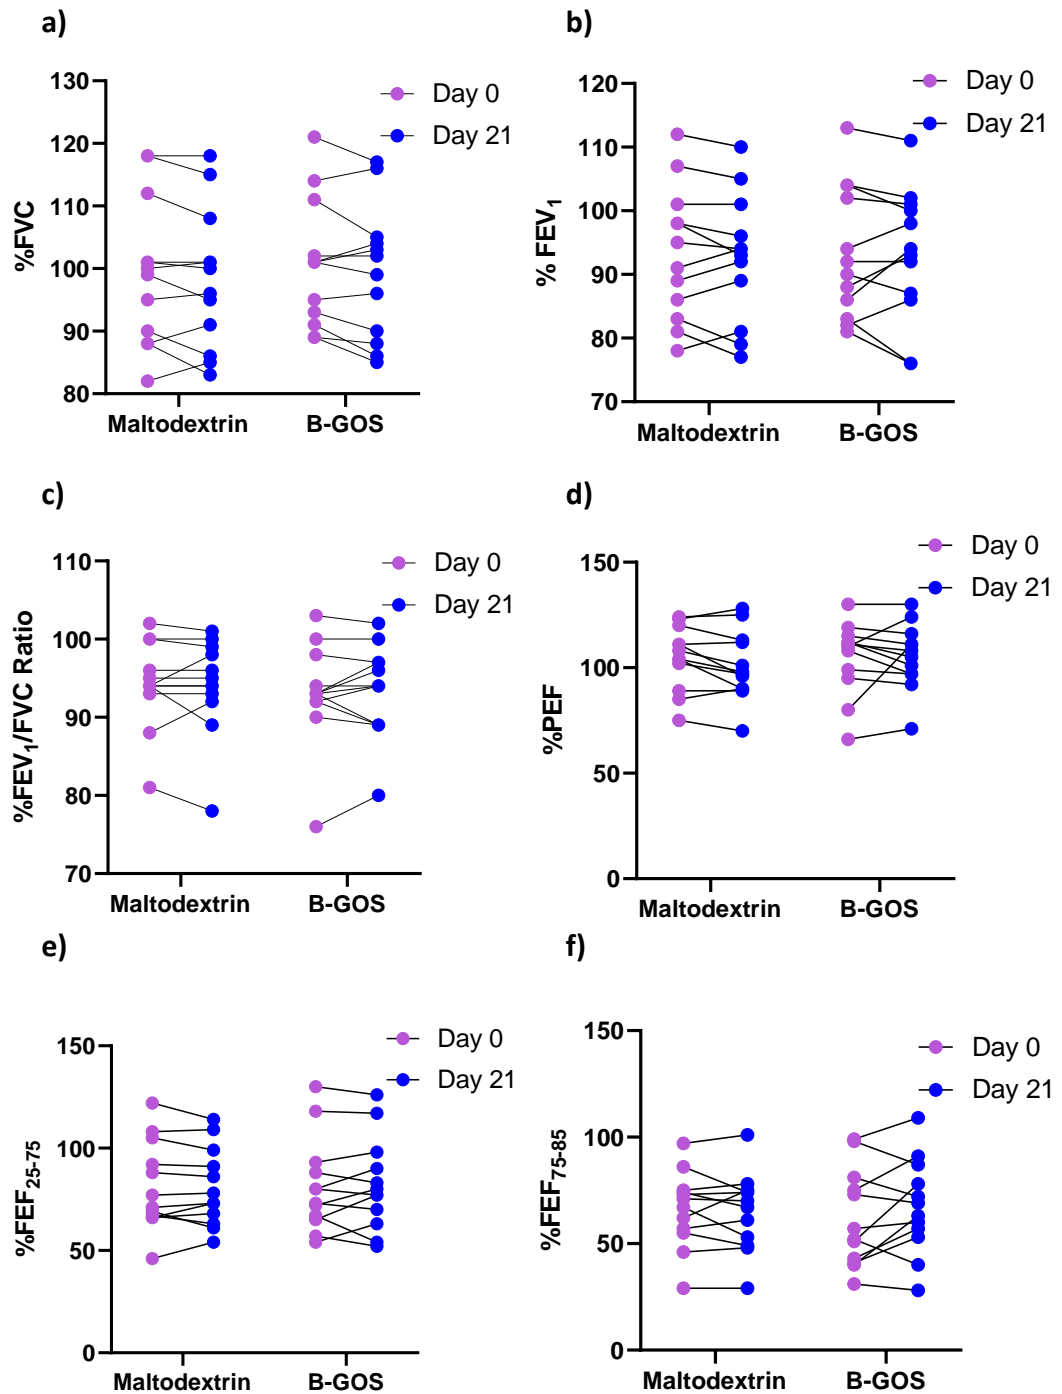 a)
%FVC
130
120
110
100
90
80
Maltodextrin
B-GOS
Day 0
Day 21
b)
% FEV1
120
110
100
90
80
70
Maltodextrin
B-GOS
Day 0
Day 21
c)
%FEV1/FVC Ratio
110
100
90
80
70
Maltodextrin
B-GOS
Day 0
Day 21
d)
%PEF
150
100
50
0
Maltodextrin
B-GOS
Day 0
Day 21
e)
%FEF25-75
150
100
50
0
Maltodextrin
B-GOS
Day 0
Day 21
f)
%FEF75-85
150
100
50
0
Maltodextrin
B-GOS
Day 0
Day 21